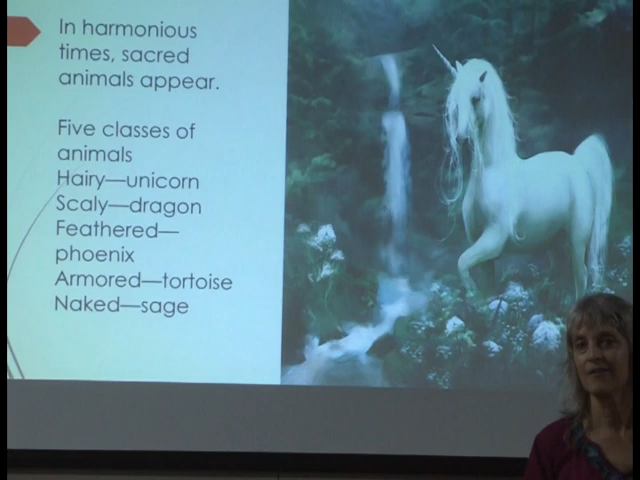 In harmonious
times, sacred
animals appear.
Five classes of
animals
Hairy—unicorn
Scaly—dragon
Feathered—
phoenix
Armored—tortoise
Naked—sage